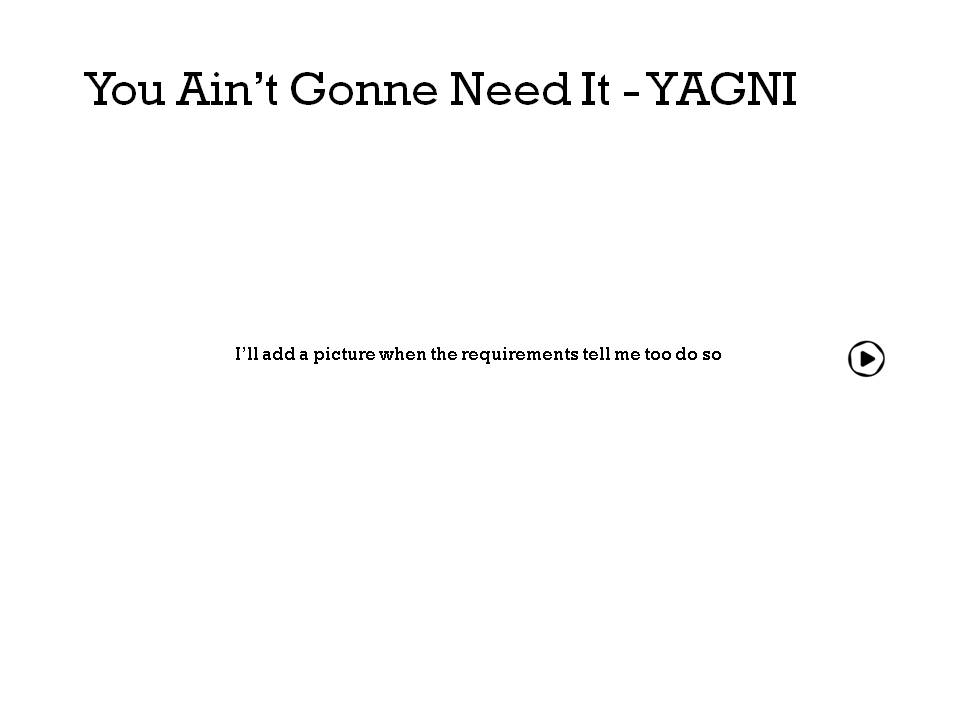 You Ain’t Gonne Need It - YAGNI
I’ll add a picture when the requirements tell me too do so